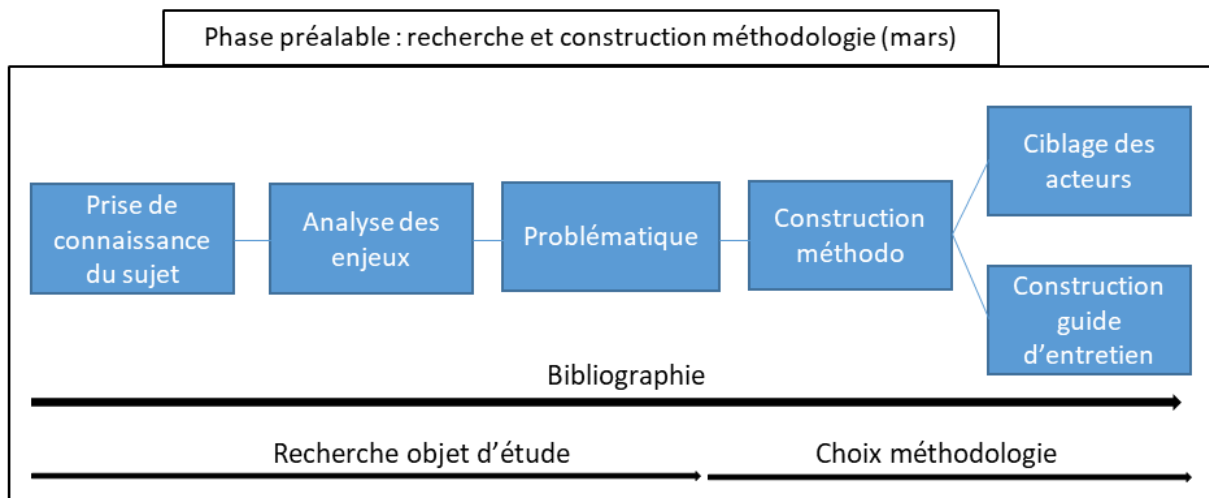 Phase préalable : recherche et construction méthodologie (mars)
Prise de
connaissance
du sujet
Analyse des
enjeux
Problématique
Construction
méthodo
Ciblage des
acteurs
Construction
guide
d’entretien
Bibliographie
Recherche objet d’étude
Choix méthodologie